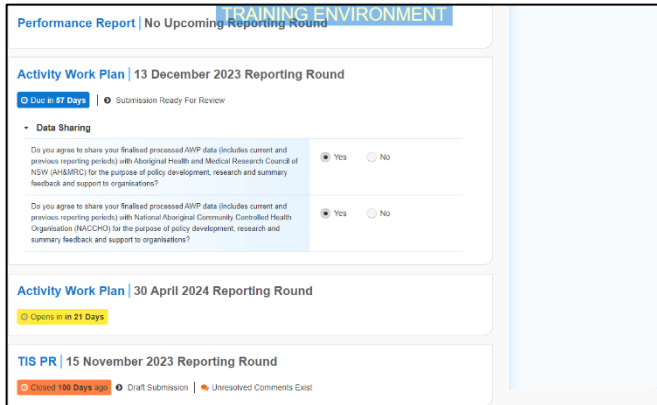 TRAINING ENVIRONMENT
Performance Report | No Upcoming Reporting Round
Activity Work Plan | 13 December 2023 Reporting Round
Due in 57 Days | Submission Ready For Review
Data Sharing
Do you agree to share your finalised processed AWP data (includes current and
previous reporting periods) with Aboriginal Health and Medical Research Council of
NSW (AH&MRC) for the purpose of policy development, research and summary
feedback and support to organisations?
Yes No
Do you agree to share your finalised processed AWP data (includes current and
previous reporting periods) with National Aboriginal Community Controlled Health
Organisation (NACCHO) for the purpose of policy development, research and
summary feedback and support to organisations?
Yes No
Activity Work Plan | 30 April 2024 Reporting Round
Opens in in 21 Days
TIS PR | 15 November 2023 Reporting Round
Closed 100 Days ago Draft Submission | Unresolved Comments Exist